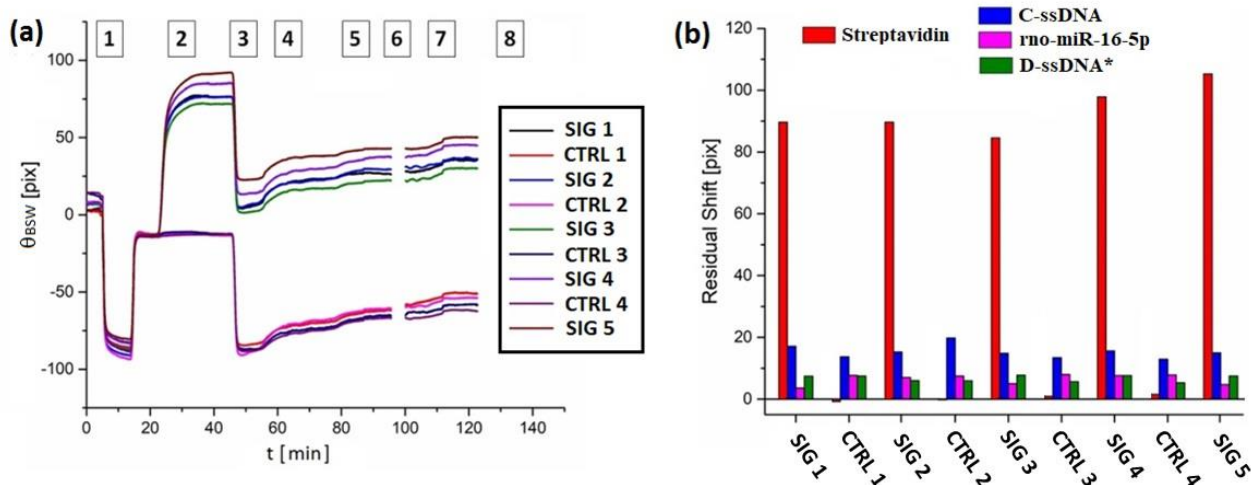 (a)
1 2 3 4 5 6 7 8
100
50
0
-50
-100
θBSW [pix]
0 20 40 60 80 100 120 140
t [min]
SIG 1
CTRL 1
SIG 2
CTRL 2
SIG 3
CTRL 3
SIG 4
CTRL 4
SIG 5
(b)
Streptavidin
C-ssDNA
rno-miR-16-5p
D-ssDNA*
120
100
80
60
40
20
0
Residual Shift [pix]
SIG 1 CTRL 1 SIG 2 CTRL 2 SIG 3 CTRL 3 SIG 4 CTRL 4 SIG 5